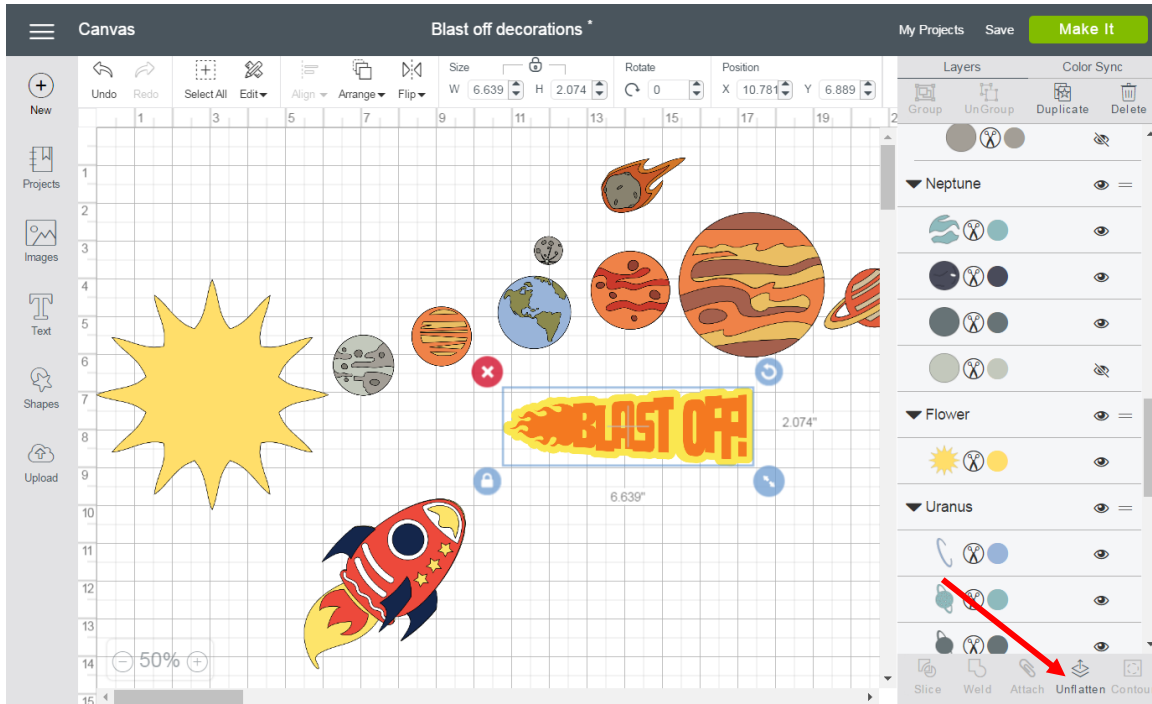 Canvas
Blast off decorations *
My Projects Save Make It
Undo Redo Select All Edit Align Arrange Flip Size W 6.639 H 2.074 Rotate 0 Position X 10.781 Y 6.889
Layers Color Sync
Group UnGroup Duplicate Delete
New
Projects
Images
Text
Shapes
Upload
1 3 5 7 9 11 13 15 17 19 2
1
2
3
4
5
6
7
8
9
10
11
12
13
14
15
BLAST OFF!
2.074"
6.639"
50%
Neptune
Flower
Uranus
Slice Weld Attach Unflatten Contou